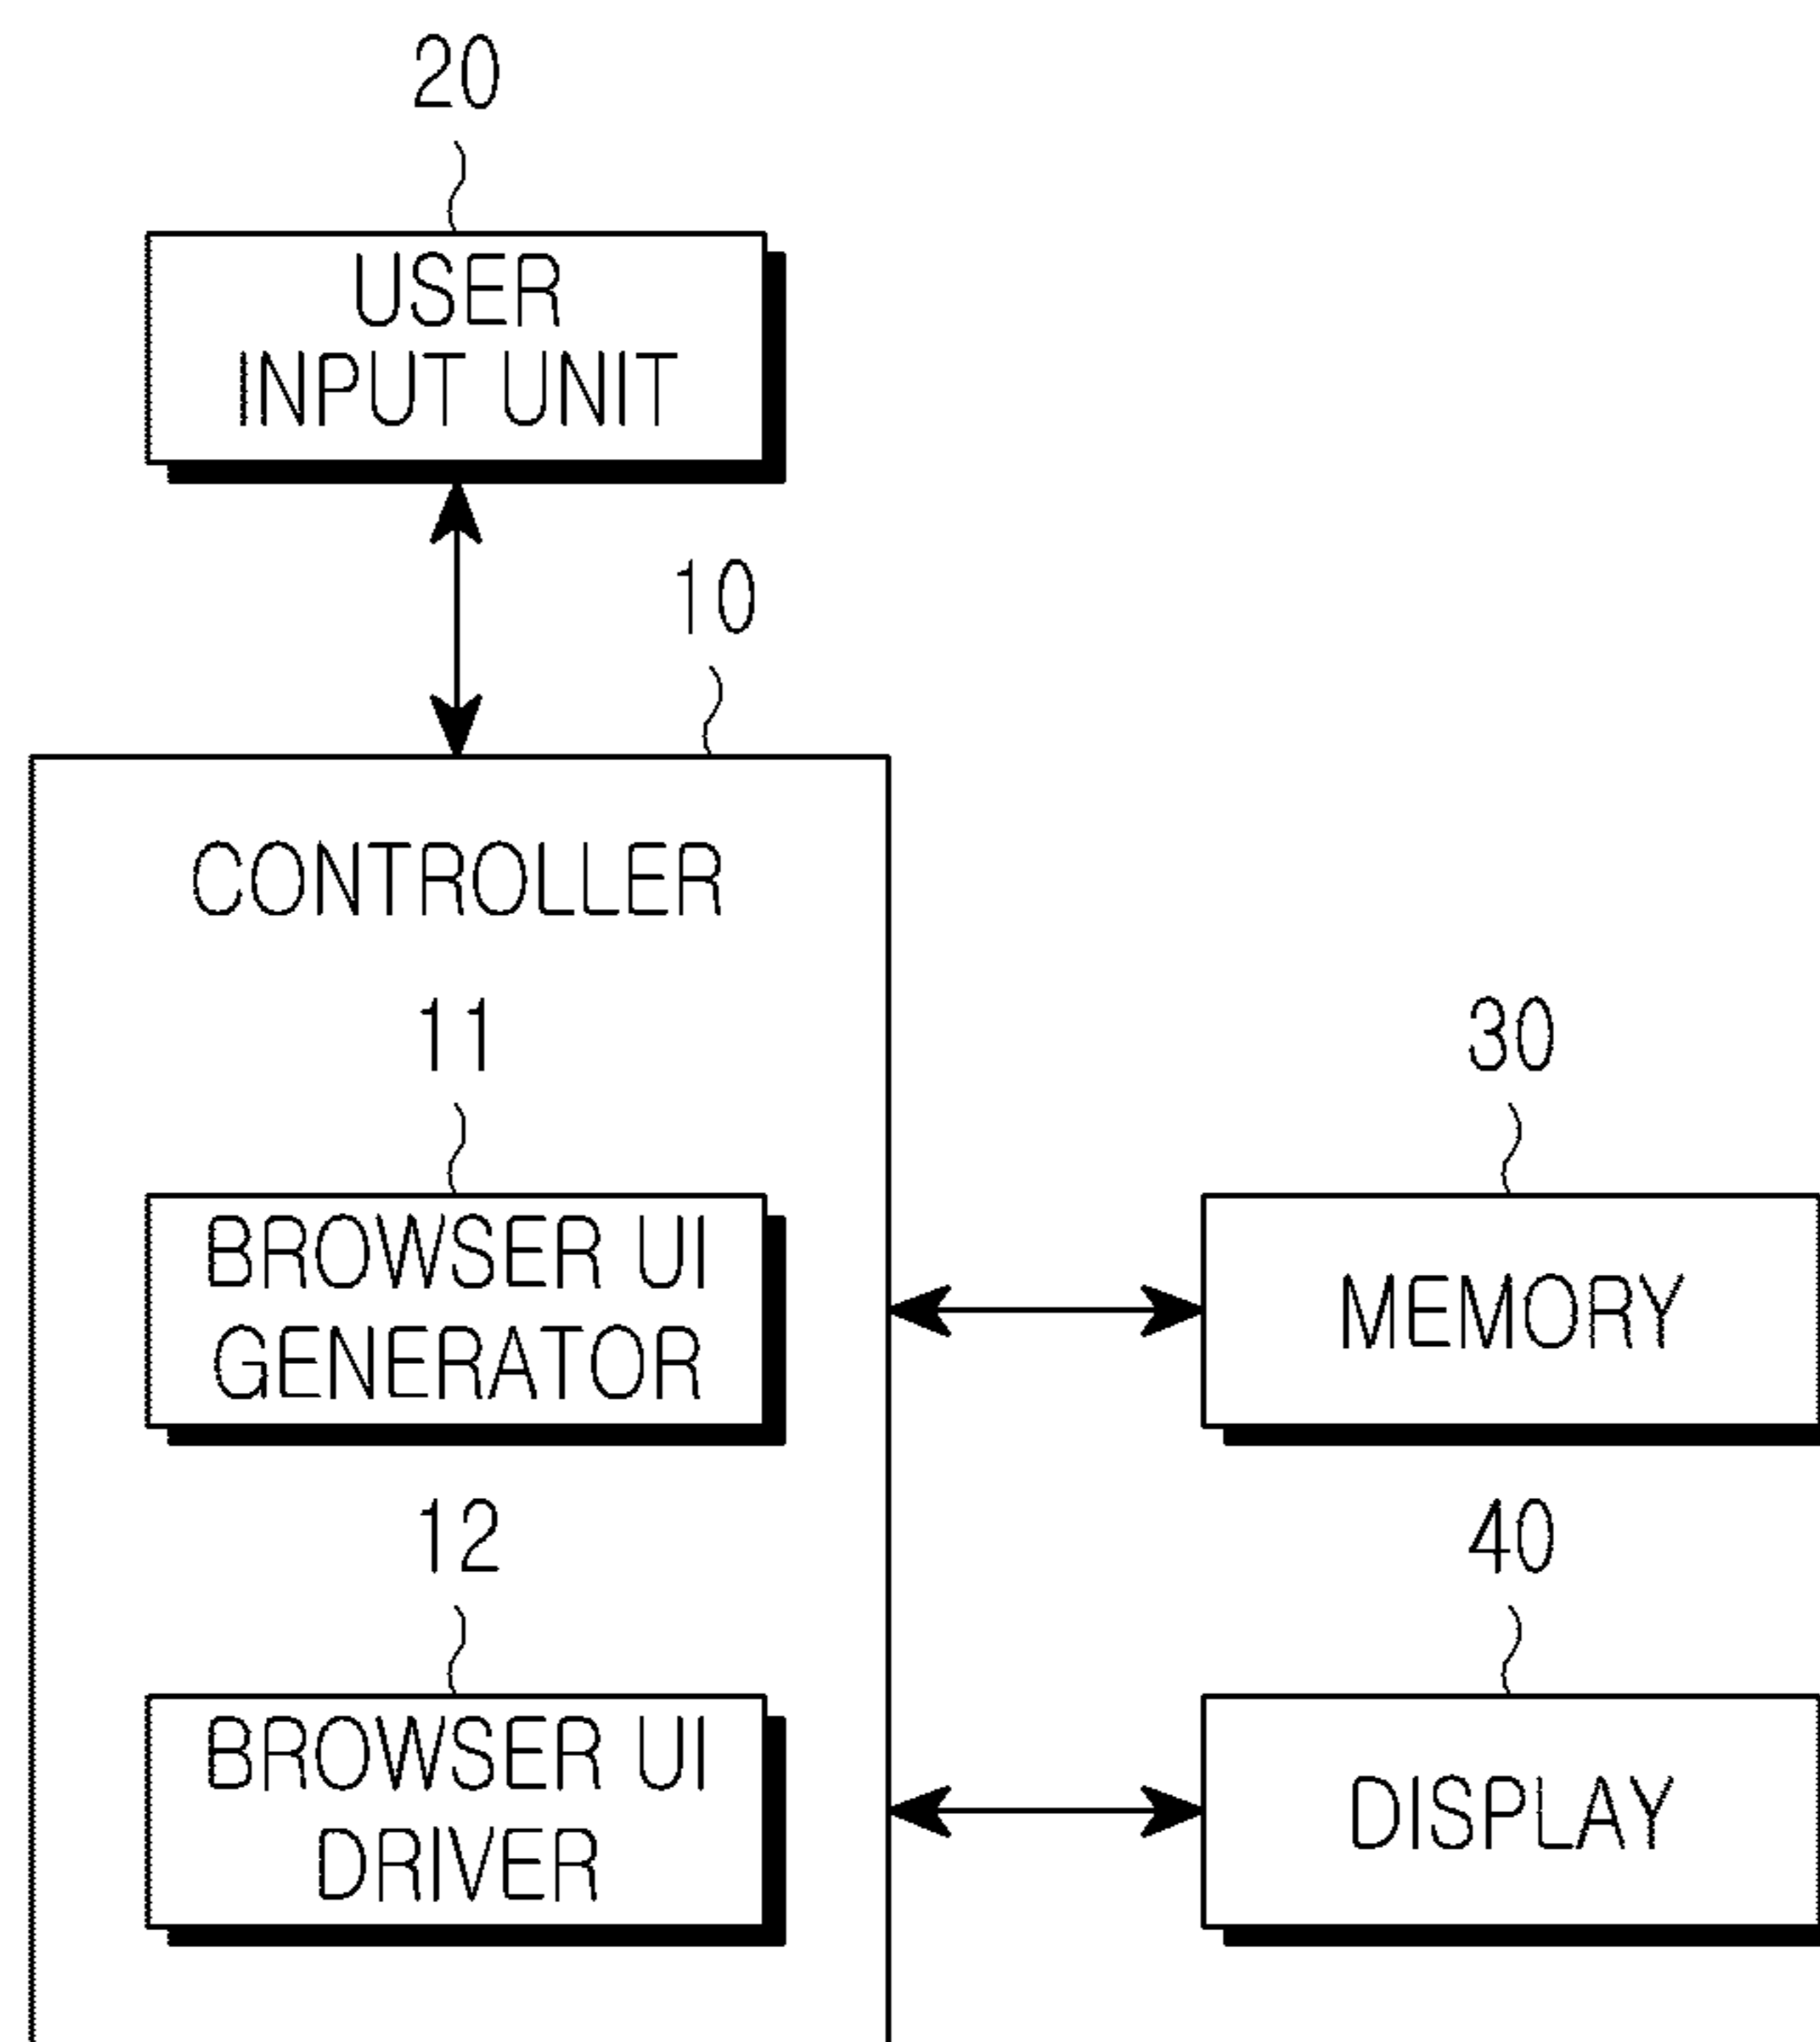 20
USER
INPUT UNIT
10
CONTROLLER
11
BROWSER UI
GENERATOR
30
MEMORY
12
BROWSER UI
DRIVER
40
DISPLAY